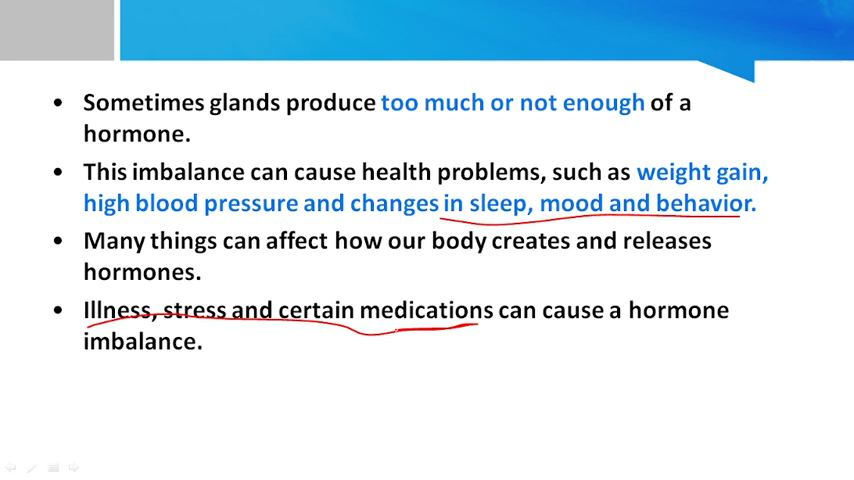 • Sometimes glands produce too much or not enough of a
hormone.
• This imbalance can cause health problems, such as weight gain,
high blood pressure and changes in sleep, mood and behavior.
• Many things can affect how our body creates and releases
hormones.
• Illness, stress and certain medications can cause a hormone
imbalance.